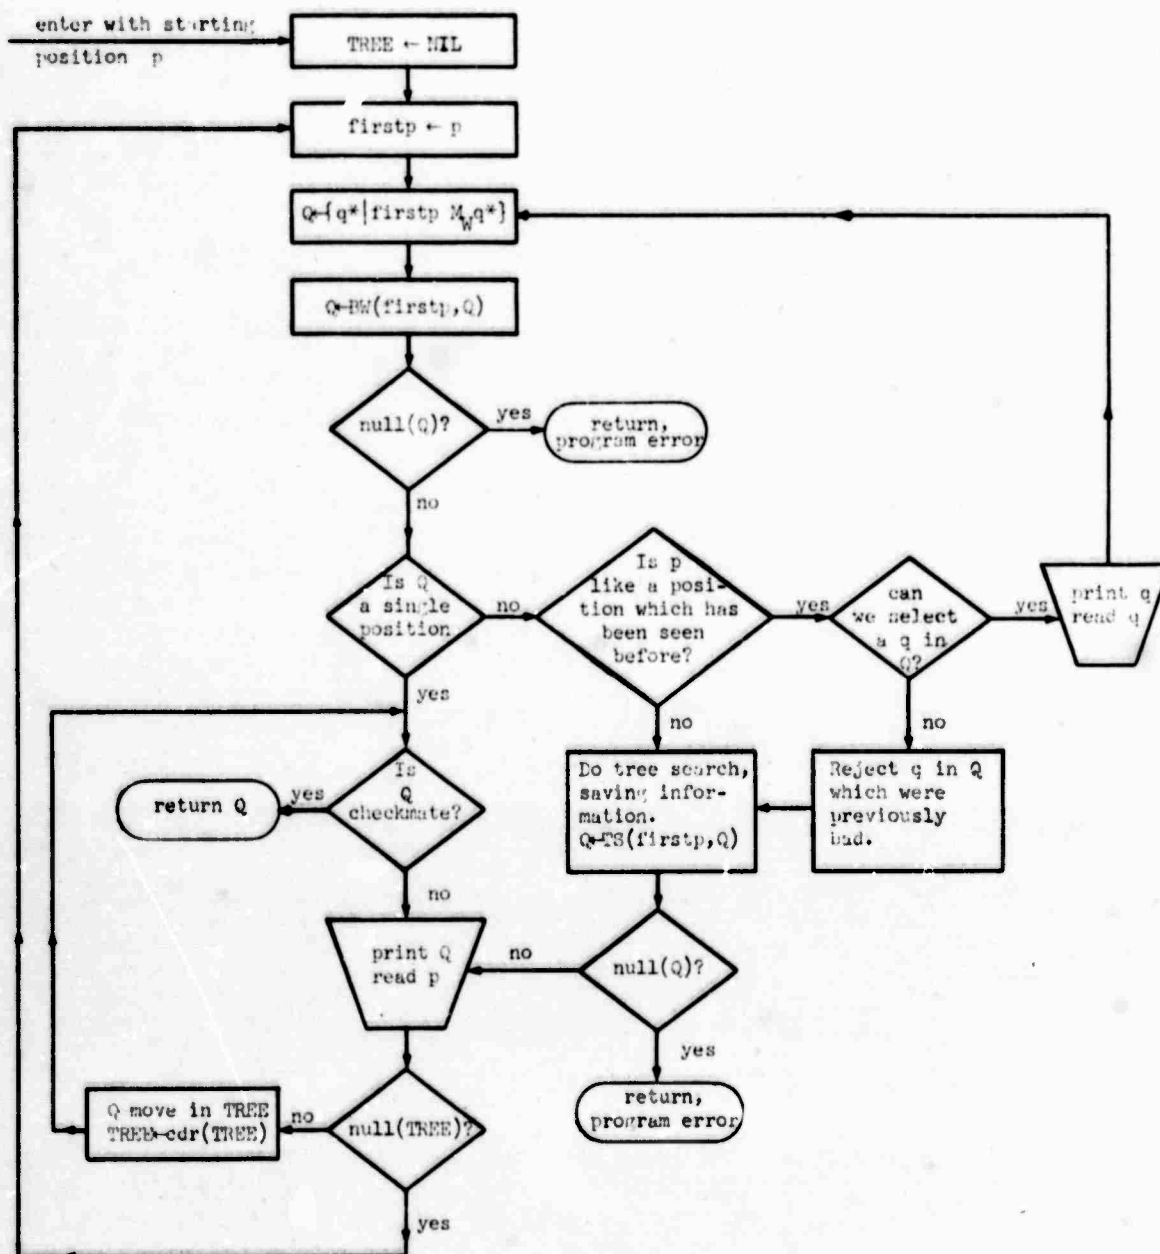 enter with starting
position p
TREE ← NIL
firstp ← p
Q←{q*|firstp M_W q*}
Q←BW(firstp,Q)
null(Q)?
yes
return,
program error
no
Is Q
a single
position
no
Is p
like a posi-
tion which has
been seen
before?
yes
can
we select
a q in
Q?
yes
print q
read q
yes
no
no
Do tree search,
saving infor-
mation.
Q←TS(firstp,Q)
Reject q in Q
which were
previously
bad.
Is
Q
checkmate?
yes
return Q
no
print Q
read p
no
null(Q)?
yes
return,
program error
null(TREE)?
no
Q move in TREE
TREE←cdr(TREE)
yes